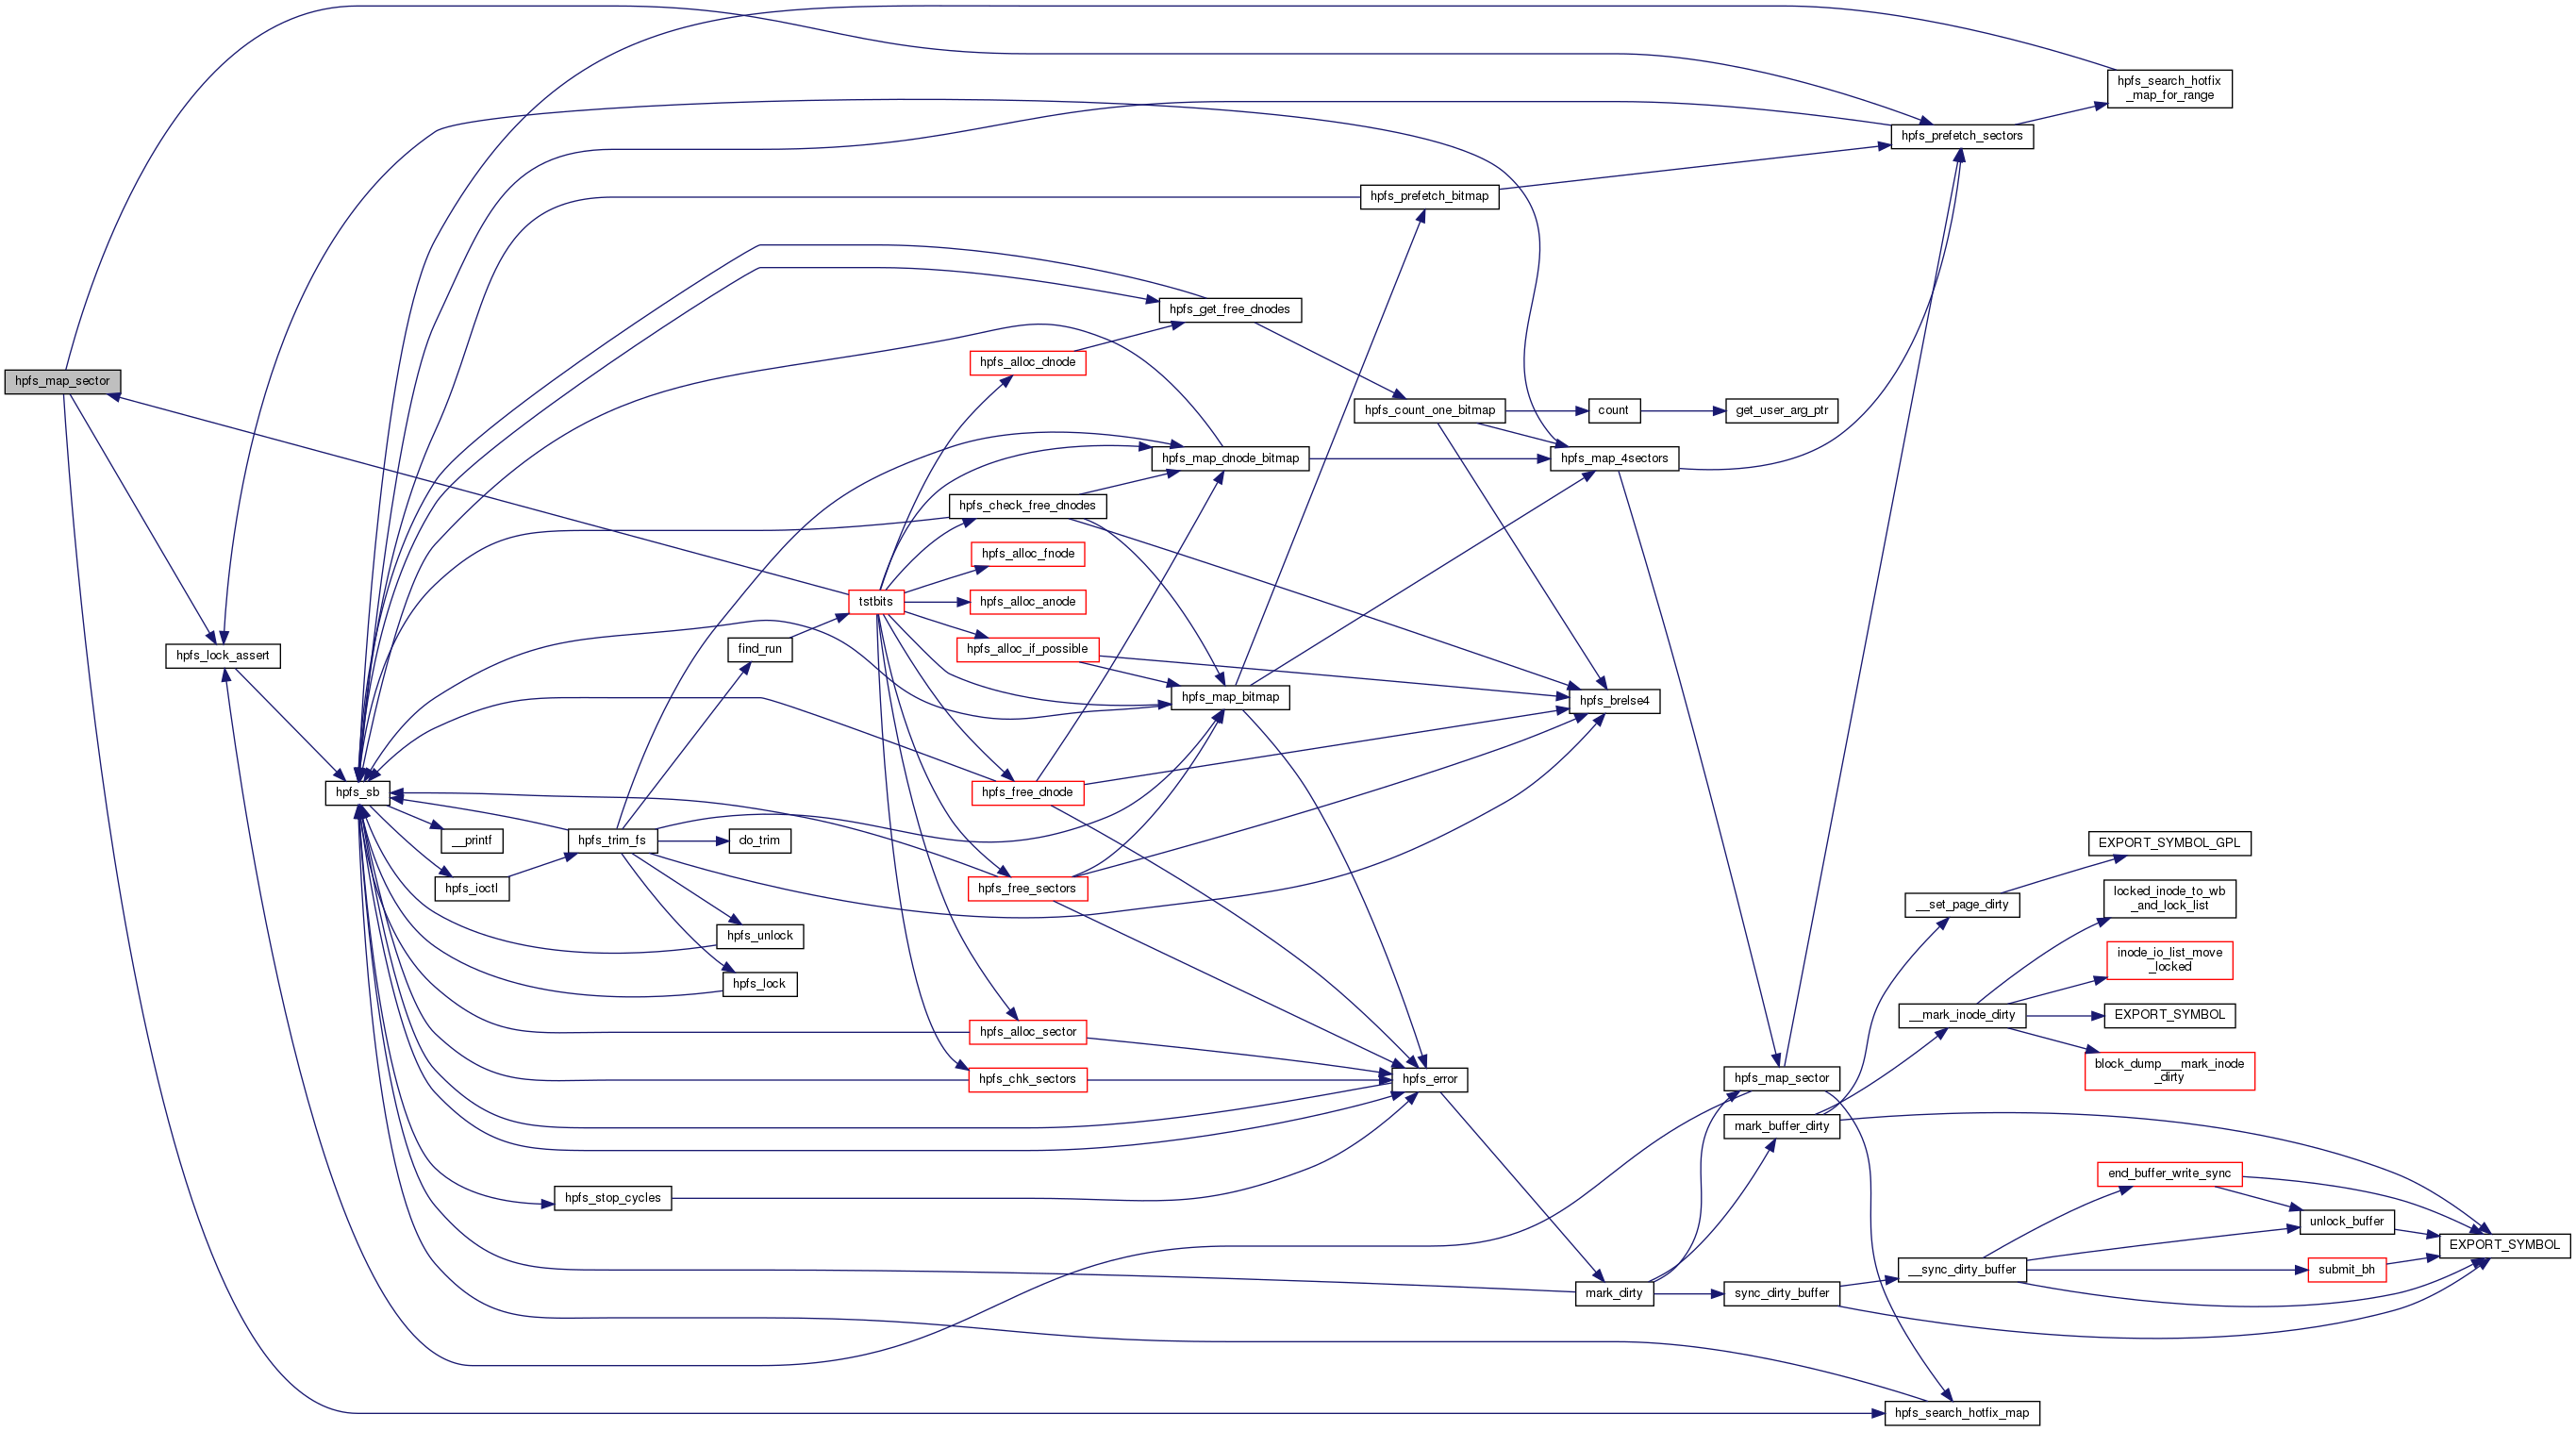 hpfs_search_hotfix
_map_for_range
hpfs_prefetch_sectors
hpfs_prefetch_bitmap
hpfs_get_free_dnodes
hpfs_alloc_dnode
hpfs_map_sector
hpfs_count_one_bitmap
count
get_user_arg_ptr
hpfs_map_dnode_bitmap
hpfs_map_4sectors
hpfs_check_free_dnodes
hpfs_alloc_fnode
tstbits
hpfs_alloc_anode
hpfs_lock_assert
find_run
hpfs_alloc_if_possible
hpfs_map_bitmap
hpfs_brelse4
hpfs_sb
hpfs_free_dnode
__printf
hpfs_trim_fs
do_trim
EXPORT_SYMBOL_GPL
hpfs_ioctl
hpfs_free_sectors
locked_inode_to_wb
_and_lock_list
__set_page_dirty
hpfs_unlock
inode_io_list_move
_locked
hpfs_lock
__mark_inode_dirty
EXPORT_SYMBOL
hpfs_alloc_sector
block_dump___mark_inode
_dirty
hpfs_chk_sectors
hpfs_error
hpfs_map_sector
mark_buffer_dirty
end_buffer_write_sync
hpfs_stop_cycles
unlock_buffer
EXPORT_SYMBOL
__sync_dirty_buffer
submit_bh
mark_dirty
sync_dirty_buffer
hpfs_search_hotfix_map